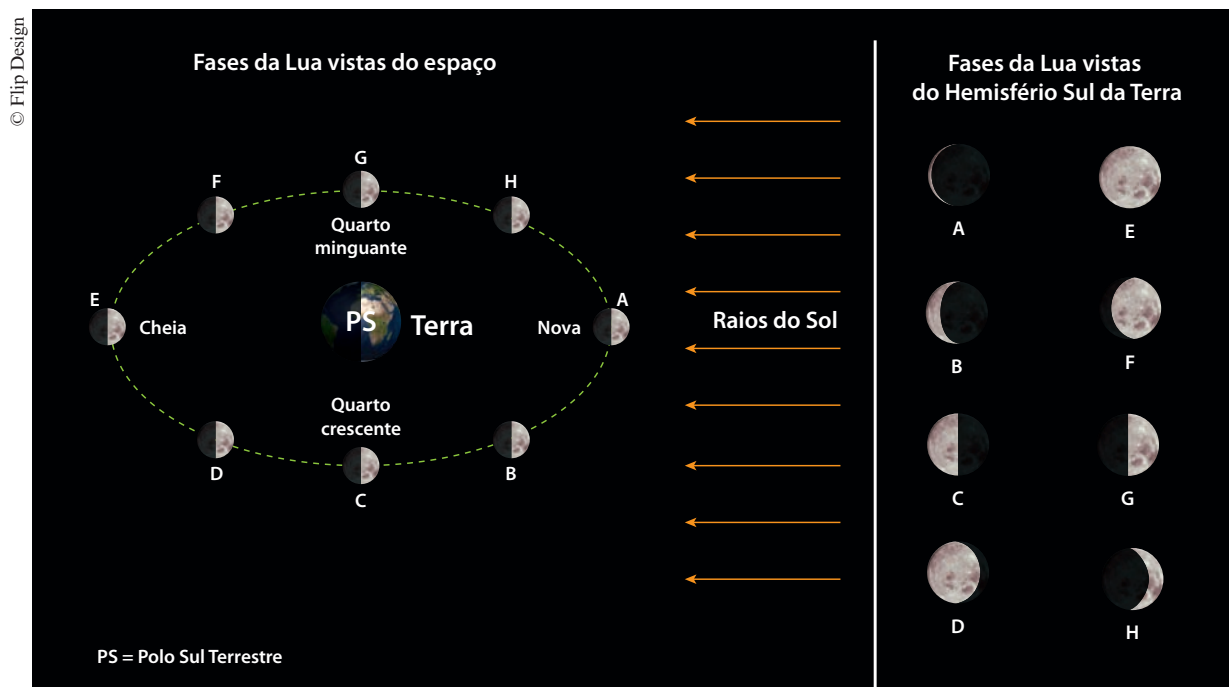 © Flip Design
Fases da Lua vistas do espaço
G
F
H
Quarto
minguante
E
Cheia
PS
Terra
A
Nova
Raios do Sol
Quarto
crescente
D
B
C
PS = Polo Sul Terrestre
Fases da Lua vistas
do Hemisfério Sul da Terra
A
E
B
F
C
G
D
H